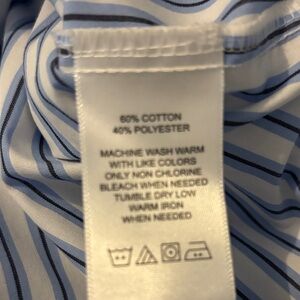 60% COTTON
40% POLYESTER
MACHINE WASH WARM
WITH LIKE COLORS
ONLY NON CHLORINE
BLEACH WHEN NEEDED
TUMBLE DRY LOW
WARM IRON
WHEN NEEDED